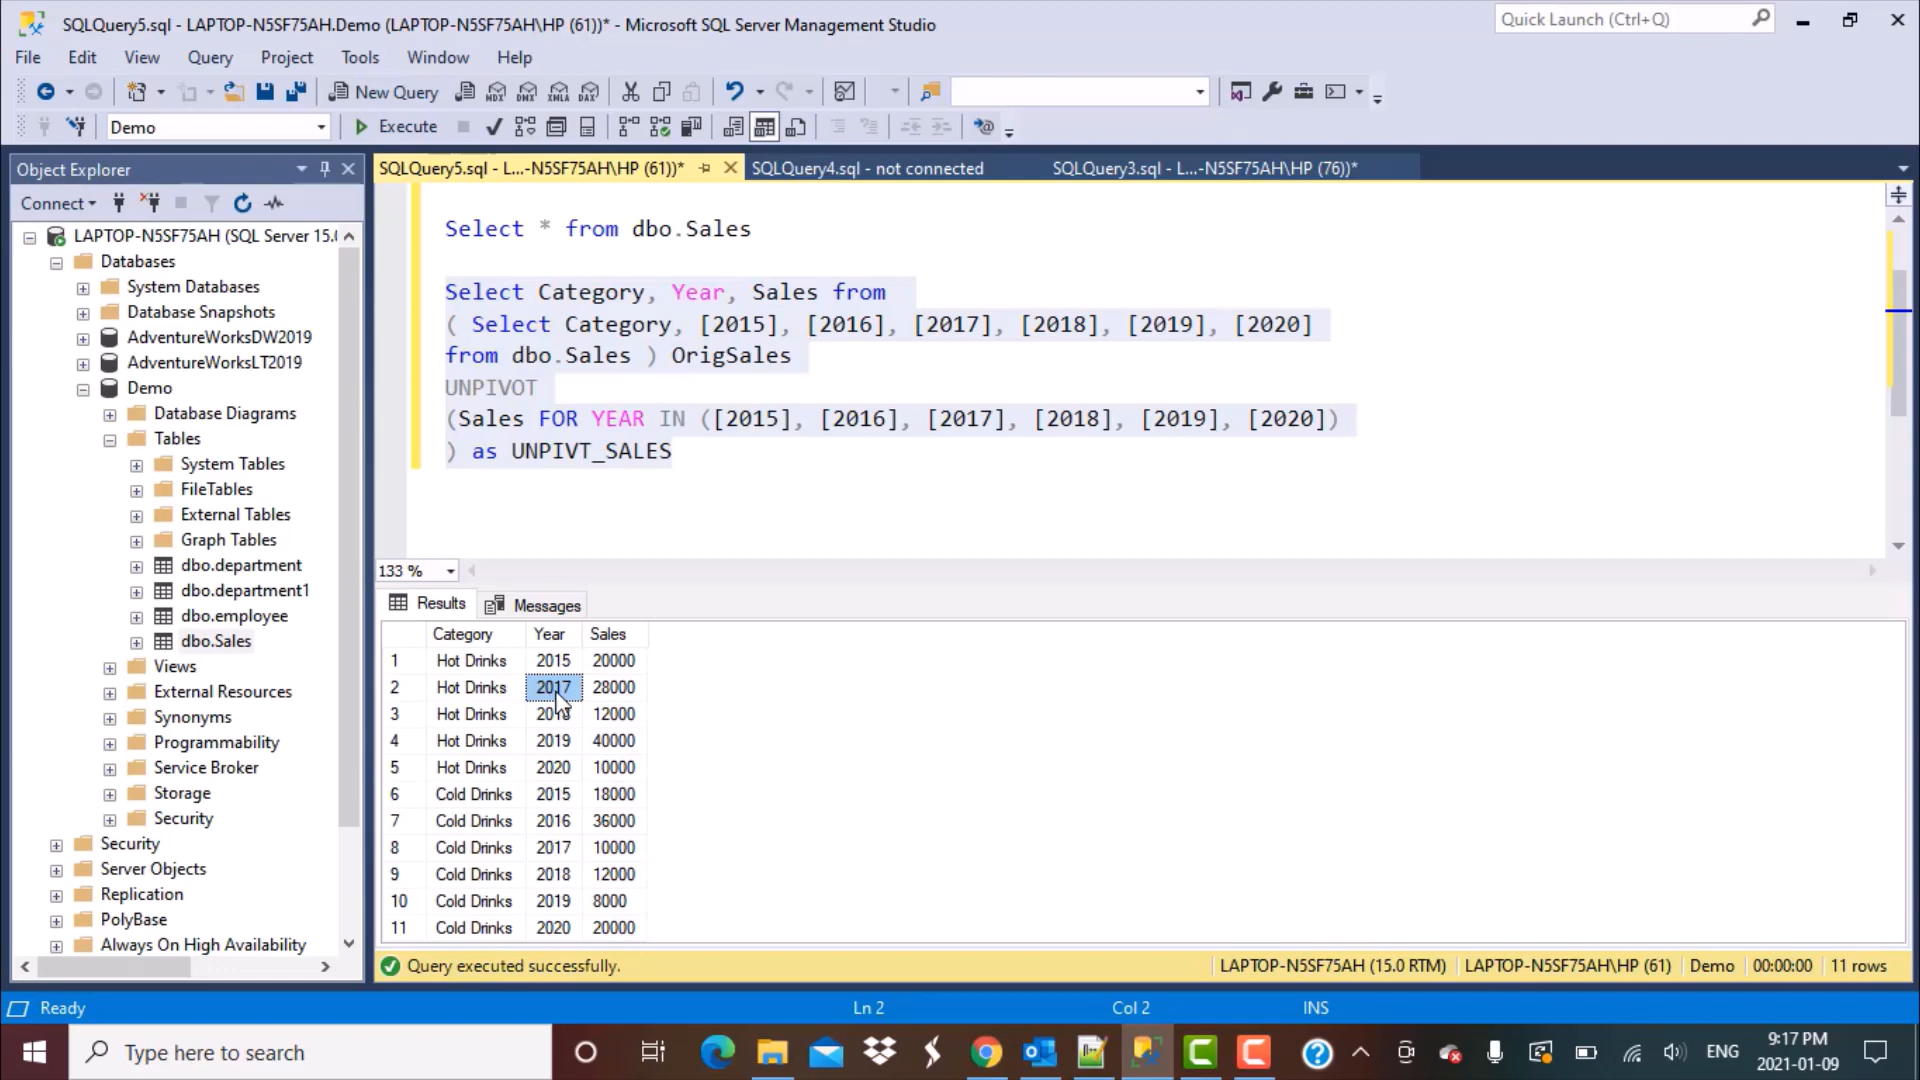 SQLQuery5.sql - LAPTOP-N5SF75AH.Demo (LAPTOP-N5SF75AH\HP (61))* - Microsoft SQL Server Management Studio
Quick Launch (Ctrl+Q)
File Edit View Query Project Tools Window Help
New Query
MDX DMX XMLA DAX
Demo
Execute
Object Explorer
SQLQuery5.sql - L...-N5SF75AH\HP (61))*
SQLQuery4.sql - not connected
SQLQuery3.sql - L...-N5SF75AH\HP (76))*
Connect
LAPTOP-N5SF75AH (SQL Server 15.0
Databases
System Databases
Database Snapshots
AdventureWorksDW2019
AdventureWorksLT2019
Demo
Database Diagrams
Tables
System Tables
FileTables
External Tables
Graph Tables
dbo.department
dbo.department1
dbo.employee
dbo.Sales
Views
External Resources
Synonyms
Programmability
Service Broker
Storage
Security
Security
Server Objects
Replication
PolyBase
Always On High Availability
Select * from dbo.Sales
Select Category, Year, Sales from
( Select Category, [2015], [2016], [2017], [2018], [2019], [2020]
from dbo.Sales ) OrigSales
UNPIVOT
(Sales FOR YEAR IN ([2015], [2016], [2017], [2018], [2019], [2020])
) as UNPIVT_SALES
133 %
Results Messages
Category Year Sales
1 Hot Drinks 2015 20000
2 Hot Drinks 2017 28000
3 Hot Drinks 2018 12000
4 Hot Drinks 2019 40000
5 Hot Drinks 2020 10000
6 Cold Drinks 2015 18000
7 Cold Drinks 2016 36000
8 Cold Drinks 2017 10000
9 Cold Drinks 2018 12000
10 Cold Drinks 2019 8000
11 Cold Drinks 2020 20000
Query executed successfully.
LAPTOP-N5SF75AH (15.0 RTM) LAPTOP-N5SF75AH\HP (61) Demo 00:00:00 11 rows
Ready Ln 2 Col 2 INS
Type here to search
ENG
9:17 PM
2021-01-09